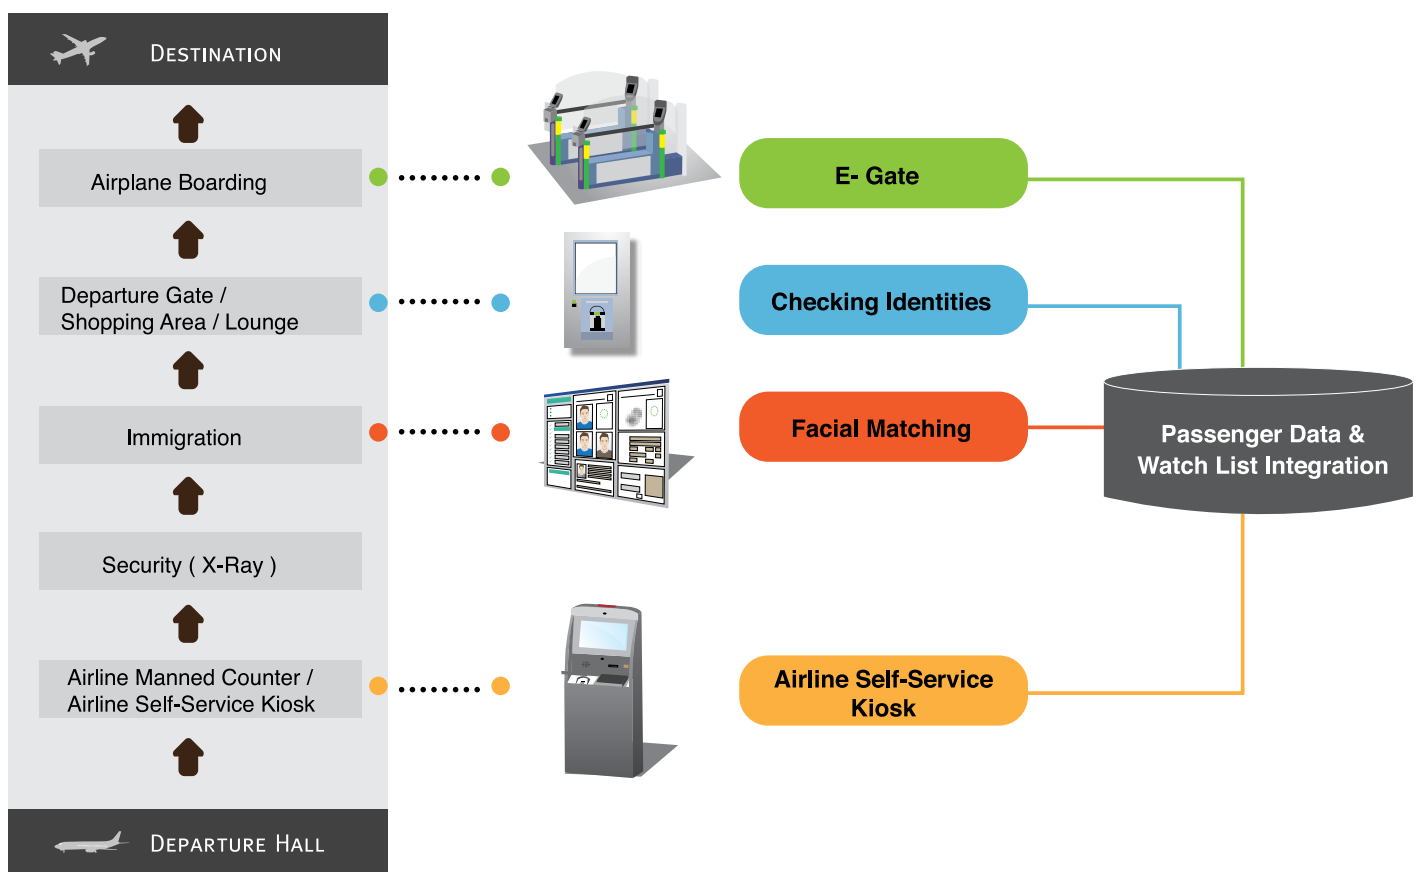 DESTINATION
Airplane Boarding
E- Gate
Departure Gate /
Shopping Area / Lounge
Checking Identities
Immigration
Facial Matching
Passenger Data &
Watch List Integration
Security ( X-Ray )
Airline Manned Counter /
Airline Self-Service Kiosk
Airline Self-Service
Kiosk
DEPARTURE HALL